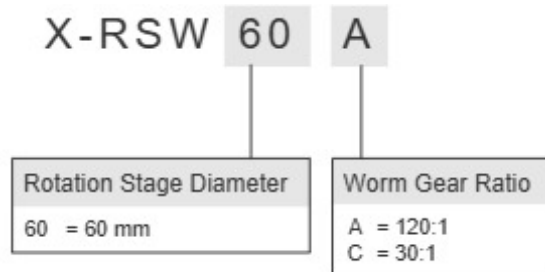 X-RSW 60 A
Rotation Stage Diameter
60 = 60 mm
Worm Gear Ratio
A = 120:1
C = 30:1